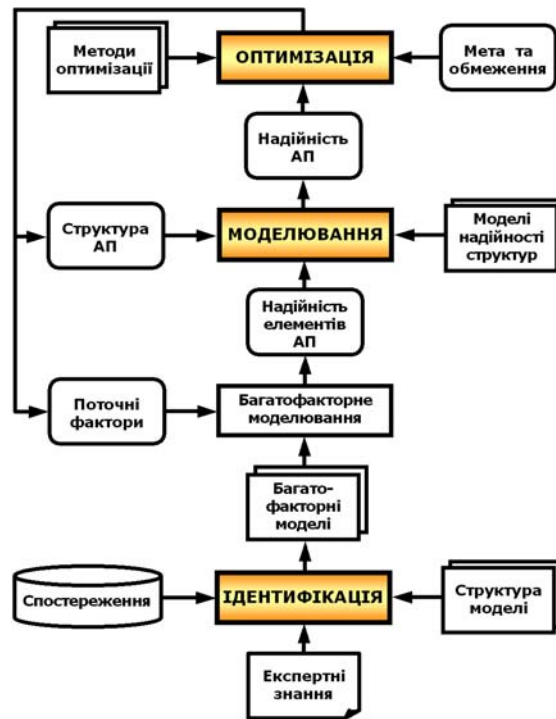 Методи
оптимізації
ОПТИМІЗАЦІЯ
Мета та
обмеження
Надійність
АП
Структура
АП
МОДЕЛЮВАННЯ
Моделі
надійності
структур
Надійність
елементів
АП
Поточні
фактори
Багатофакторне
моделювання
Багато-
факторні
моделі
Спостереження
ІДЕНТИФІКАЦІЯ
Структура
моделі
Експертні
знання